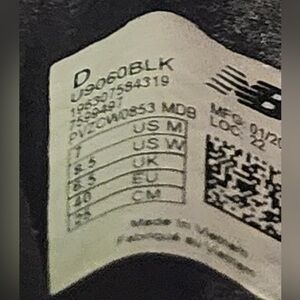 D
U9060BLK
196307584319
7599497
PVZCW0853 MDB
7 US M
8.5 US W
6.5 UK
40 EU
25 CM
MFG: 01/20
LOC: 22
Made in Vietnam
Fabriqué au Vietnam